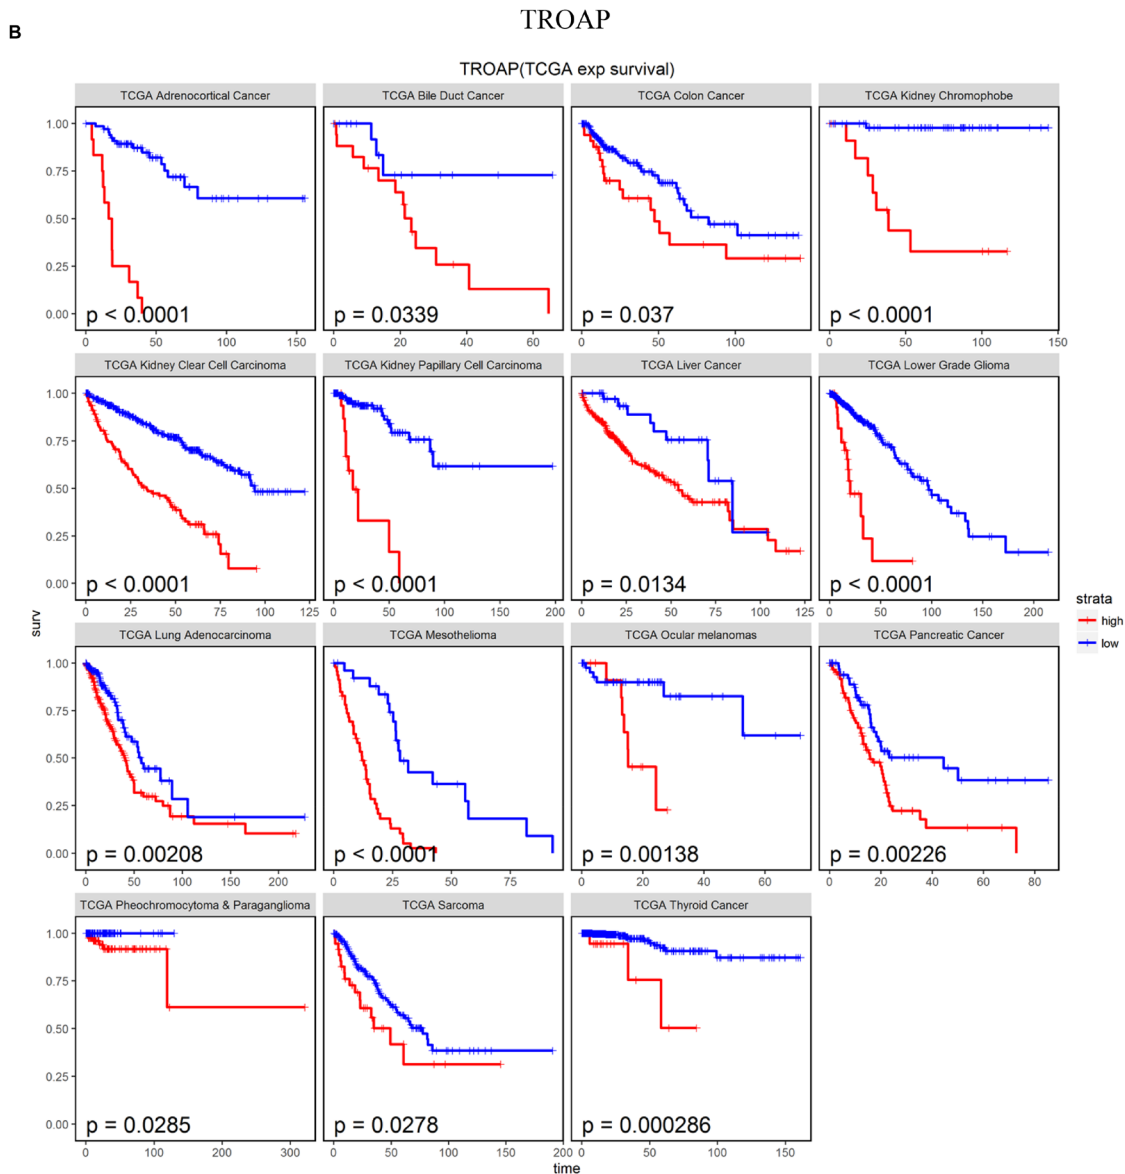 TROAP
B
TROAP(TCGA exp survival)
TCGA Adrenocortical Cancer
TCGA Bile Duct Cancer
TCGA Colon Cancer
TCGA Kidney Chromophobe
1.00
0.75
0.50
0.25
0.00
p < 0.0001
p = 0.0339
p = 0.037
p < 0.0001
0 50 100 150
0 20 40 60
0 50 100
0 50 100 150
TCGA Kidney Clear Cell Carcinoma
TCGA Kidney Papillary Cell Carcinoma
TCGA Liver Cancer
TCGA Lower Grade Glioma
1.00
0.75
0.50
0.25
0.00
p < 0.0001
p < 0.0001
p = 0.0134
p < 0.0001
0 25 50 75 100 125
0 50 100 150 200
0 25 50 75 100 125
0 50 100 150 200
surv
strata
high
low
TCGA Lung Adenocarcinoma
TCGA Mesothelioma
TCGA Ocular melanomas
TCGA Pancreatic Cancer
1.00
0.75
0.50
0.25
0.00
p = 0.00208
p < 0.0001
p = 0.00138
p = 0.00226
0 50 100 150 200
0 25 50 75
0 20 40 60
0 20 40 60 80
TCGA Pheochromocytoma & Paraganglioma
TCGA Sarcoma
TCGA Thyroid Cancer
1.00
0.75
0.50
0.25
0.00
p = 0.0285
p = 0.0278
p = 0.000286
0 100 200 300
0 50 100 150 200
0 50 100 150
time